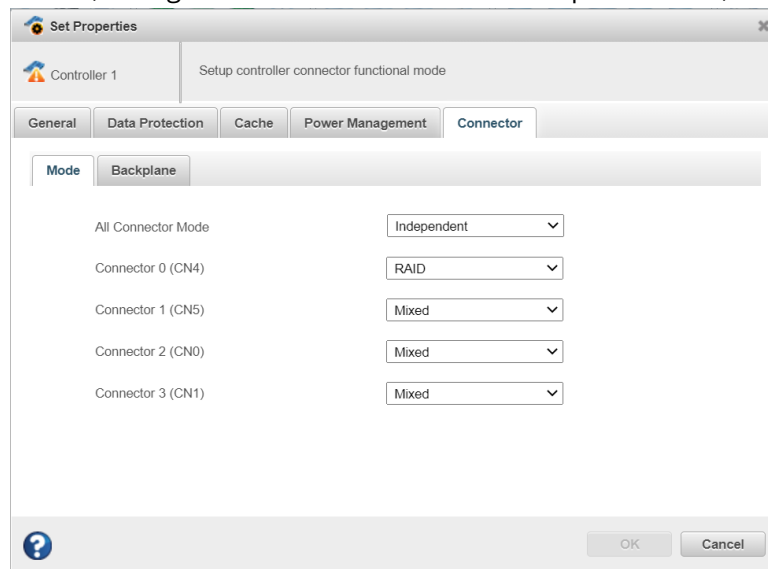 Set Properties
Controller 1
Setup controller connector functional mode
General Data Protection Cache Power Management Connector
Mode Backplane
All Connector Mode Independent
Connector 0 (CN4) RAID
Connector 1 (CN5) Mixed
Connector 2 (CN0) Mixed
Connector 3 (CN1) Mixed
? OK Cancel